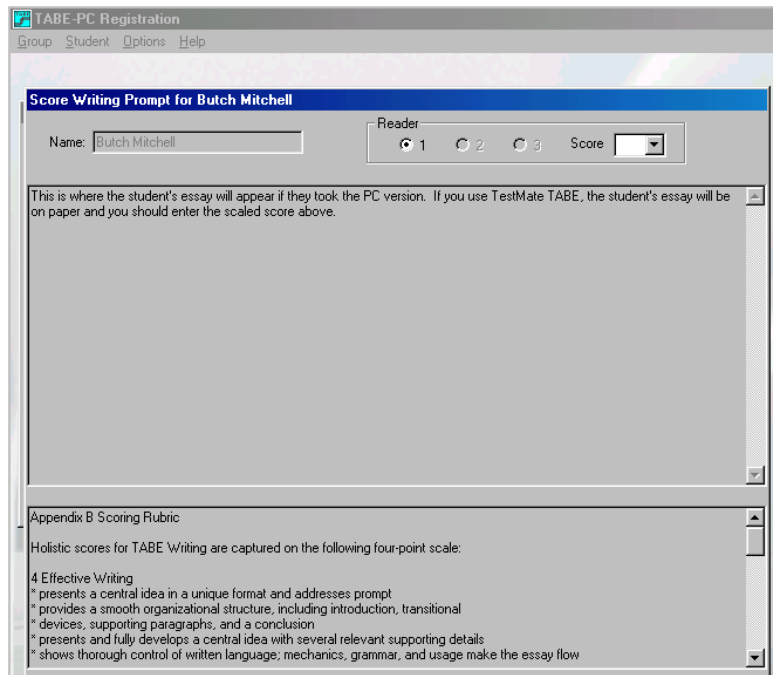 TABE-PC Registration
Group Student Options Help
Score Writing Prompt for Butch Mitchell
Name: Butch Mitchell
Reader
1 2 3 Score
This is where the student's essay will appear if they took the PC version. If you use TestMate TABE, the student's essay will be
on paper and you should enter the scaled score above.
Appendix B Scoring Rubric
Holistic scores for TABE Writing are captured on the following four-point scale:
4 Effective Writing
* presents a central idea in a unique format and addresses prompt
* provides a smooth organizational structure, including introduction, transitional
* devices, supporting paragraphs, and a conclusion
* presents and fully develops a central idea with several relevant supporting details
* shows thorough control of written language; mechanics, grammar, and usage make the essay flow